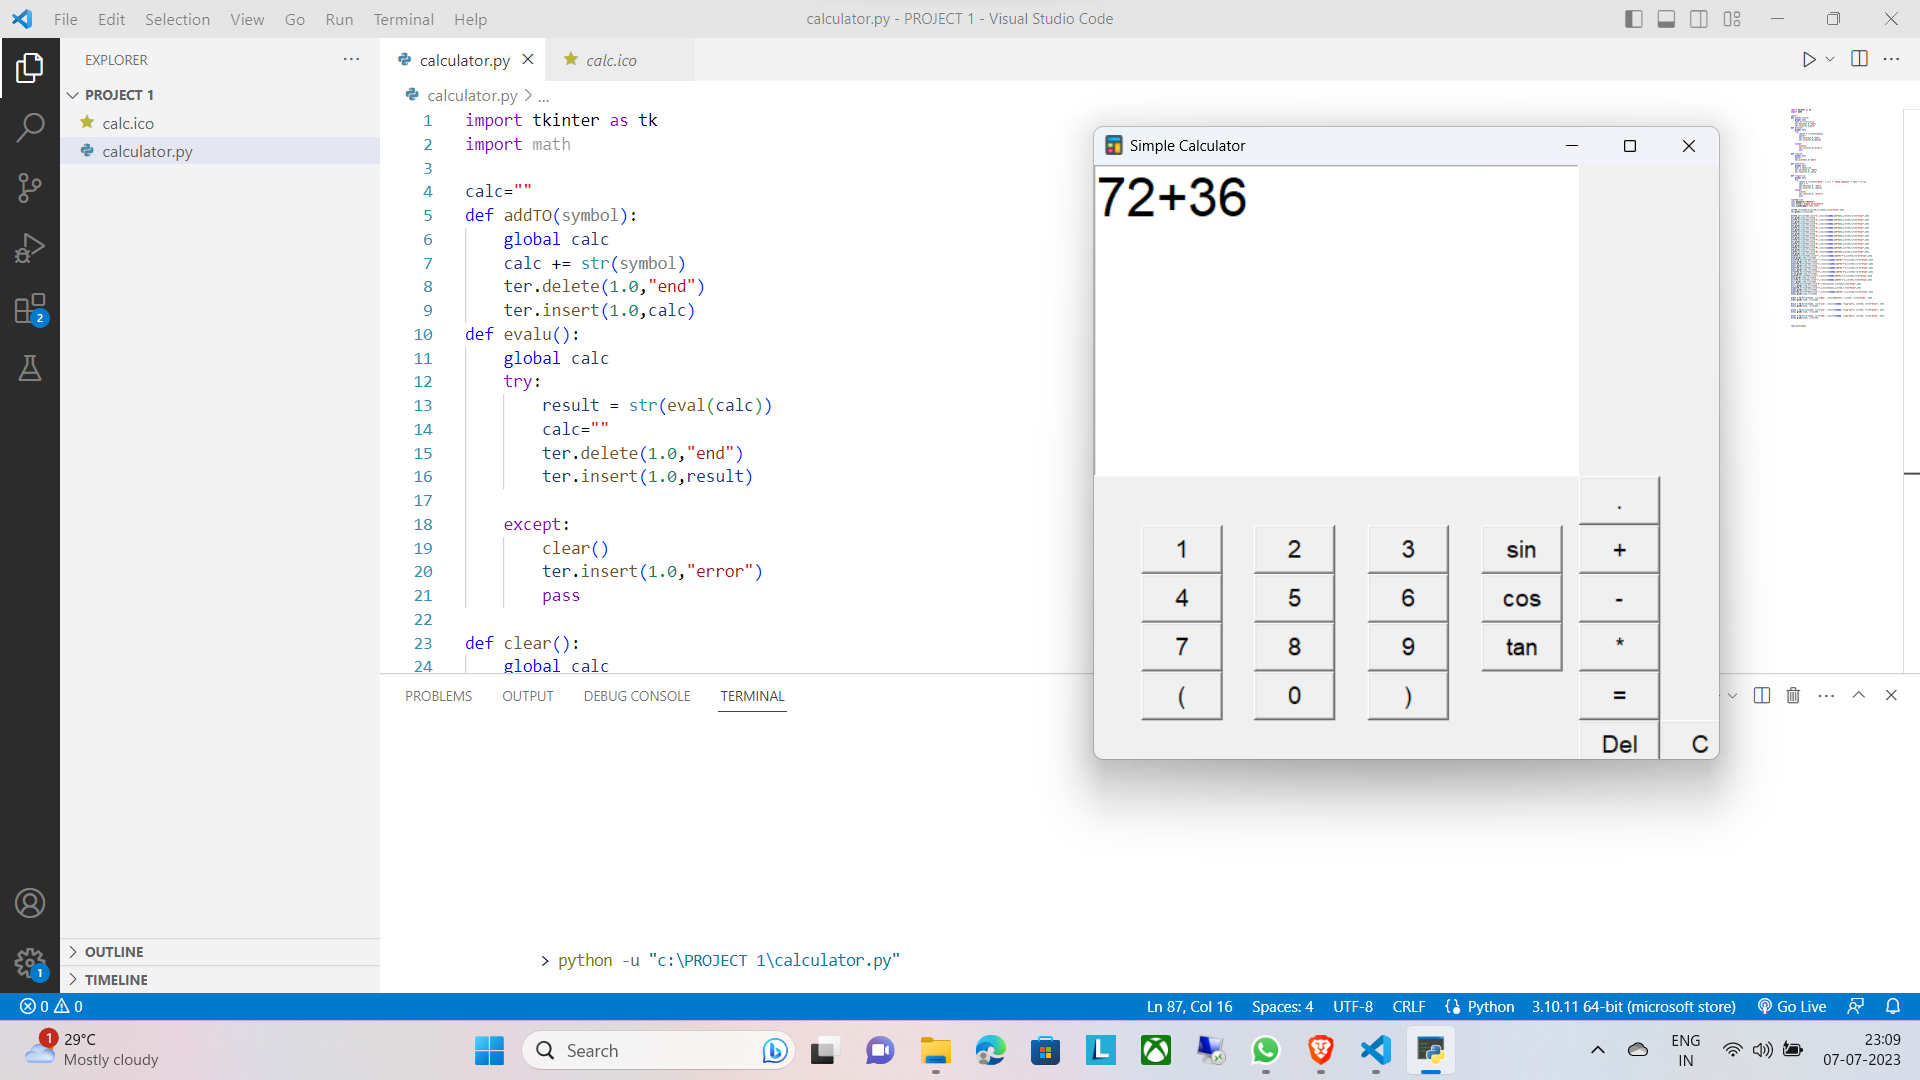 File Edit Selection View Go Run Terminal Help
calculator.py - PROJECT 1 - Visual Studio Code
EXPLORER
PROJECT 1
calc.ico
calculator.py
calculator.py
calc.ico
calculator.py > ...
1 import tkinter as tk
2 import math
3
4 calc=""
5 def addTO(symbol):
6 global calc
7 calc += str(symbol)
8 ter.delete(1.0,"end")
9 ter.insert(1.0,calc)
10 def evalu():
11 global calc
12 try:
13 result = str(eval(calc))
14 calc=""
15 ter.delete(1.0,"end")
16 ter.insert(1.0,result)
17
18 except:
19 clear()
20 ter.insert(1.0,"error")
21 pass
22
23 def clear():
24 global calc
Simple Calculator
72+36
.
1 2 3 sin +
4 5 6 cos -
7 8 9 tan *
( 0 ) =
Del C
PROBLEMS OUTPUT DEBUG CONSOLE TERMINAL
> python -u "c:\PROJECT 1\calculator.py"
2
1
OUTLINE
TIMELINE
0 0
Ln 87, Col 16 Spaces: 4 UTF-8 CRLF Python 3.10.11 64-bit (microsoft store) Go Live
1
29°C
Mostly cloudy
Search
L
ENG
IN
23:09
07-07-2023